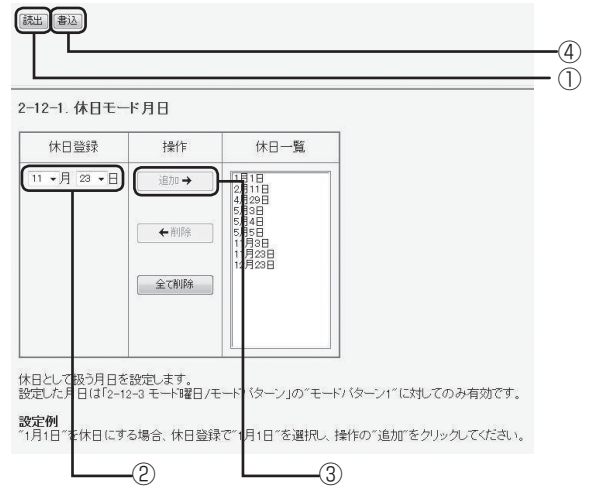 読出 書込
④
①
2-12-1. 休日モード月日
休日登録 操作 休日一覧
11 月 23 日 追加→ 1月1日
2月11日
4月29日
5月3日
5月4日
←削除 5月5日
11月3日
11月23日
12月23日
全て削除
休日として扱う月日を設定します。
設定した月日は「2-12-3 モード曜日/モードパターン」の"モードパターン1"に対してのみ有効です。
設定例
"1月1日"を休日にする場合、休日登録で"1月1日"を選択し、操作の"追加"をクリックしてください。
② ③